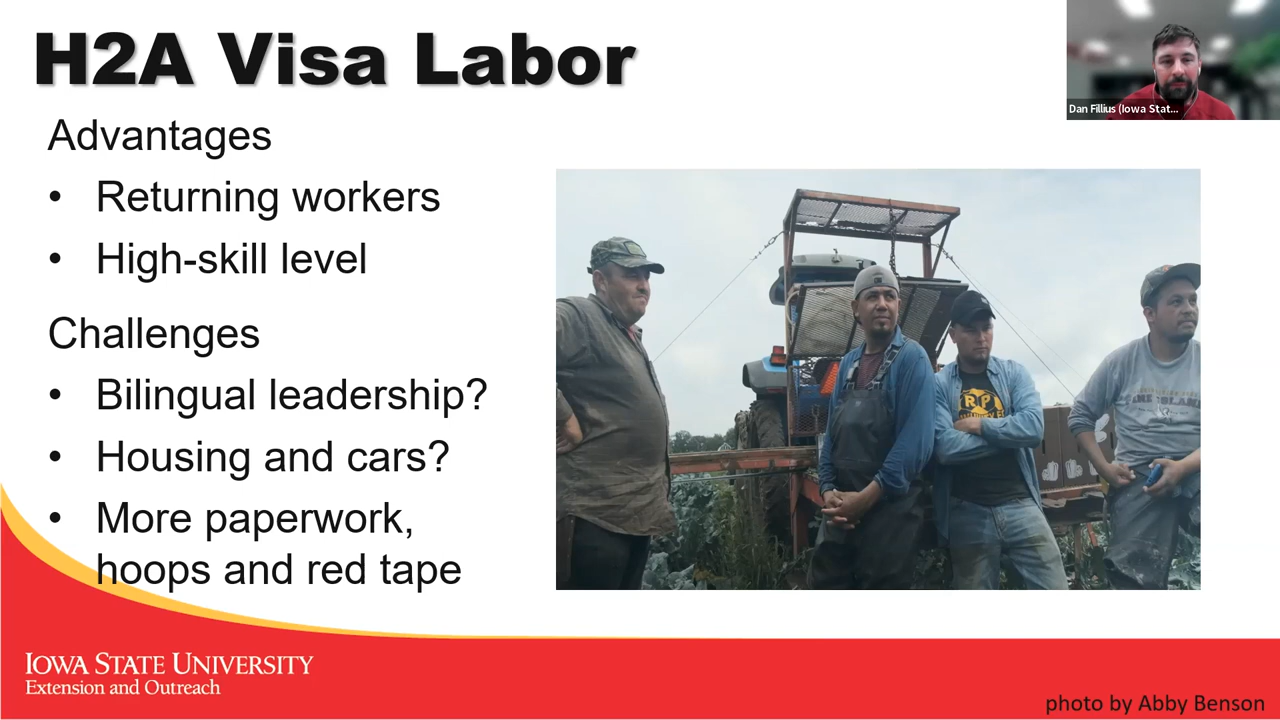 H2A Visa Labor
Dan Fillius (Iowa Stat...
Advantages
• Returning workers
• High-skill level
Challenges
• Bilingual leadership?
• Housing and cars?
• More paperwork,
hoops and red tape
IOWA STATE UNIVERSITY
Extension and Outreach
photo by Abby Benson